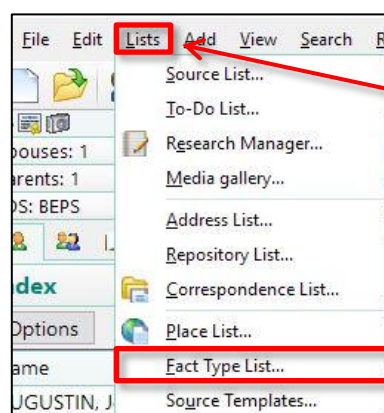 File Edit Lists Add View Search R
Source List...
To-Do List...
pouses: 1
Research Manager...
arents: 1
Media gallery...
OS: BEPS
Address List...
Repository List...
dex
Correspondence List...
Options
Place List...
ame
Fact Type List...
UGUSTIN, J
Source Templates...